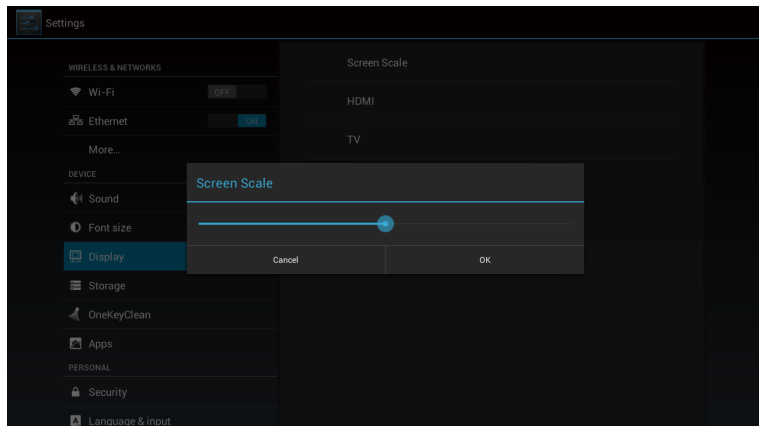 Settings
WIRELESS & NETWORKS
Wi-Fi
OFF
Ethernet
ON
More...
DEVICE
Sound
Font size
Display
Storage
OneKeyClean
Apps
PERSONAL
Security
Language & input
Screen Scale
HDMI
TV
Screen Scale
Cancel
OK